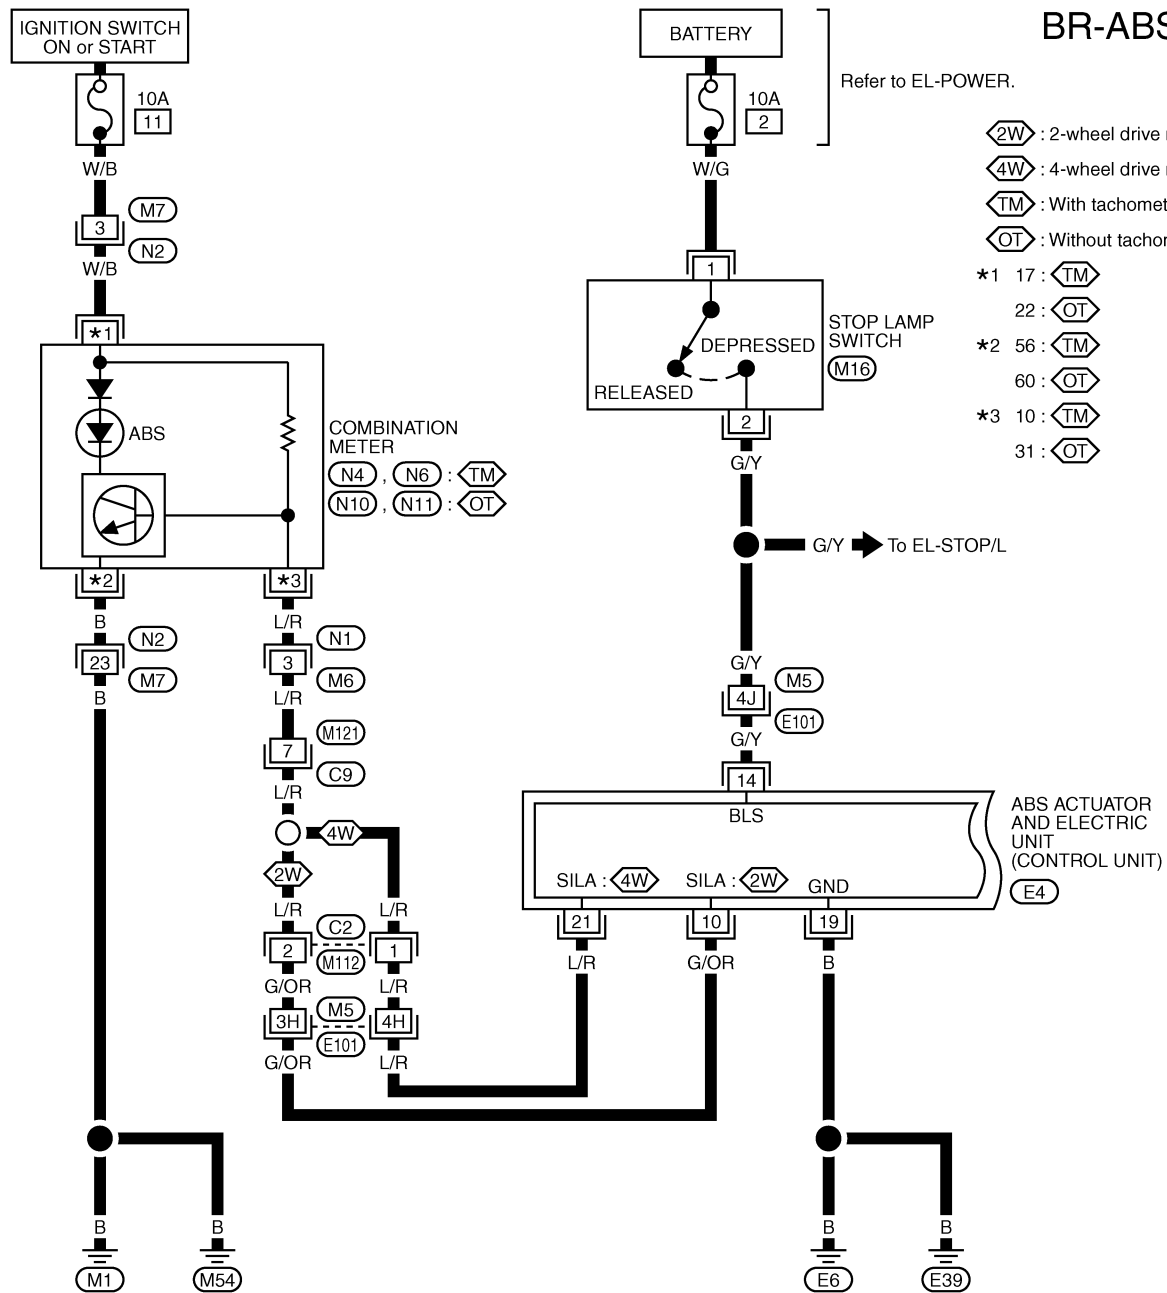 BR-ABS
IGNITION SWITCH
ON or START
BATTERY
Refer to EL-POWER.
10A
11
10A
2
2W : 2-wheel drive
4W : 4-wheel drive
TM : With
OT : Without
*1 17 : TM
22 : OT
*2 56 : TM
60 : OT
*3 10 : TM
31 : OT
W/B
W/G
3
M7
N2
W/B
*1
1
STOP LAMP
SWITCH
M16
DEPRESSED
RELEASED
2
ABS
COMBINATION
METER
N4 , N6 : TM
N10 , N11 : OT
G/Y
G/Y
To EL-STOP/L
*2
*3
B
L/R
23
N2
M7
3
N1
M6
B
L/R
G/Y
4J
M5
E101
G/Y
7
M121
C9
L/R
14
BLS
ABS ACTUATOR
AND ELECTRIC
UNIT
(CONTROL UNIT)
E4
4W
2W
SILA : 4W
SILA : 2W
GND
21
10
19
L/R
L/R
2
C2
M112
1
L/R
G/OR
B
G/OR
L/R
3H
M5
E101
4H
G/OR
L/R
B
B
B
B
M1
M54
E6
E39